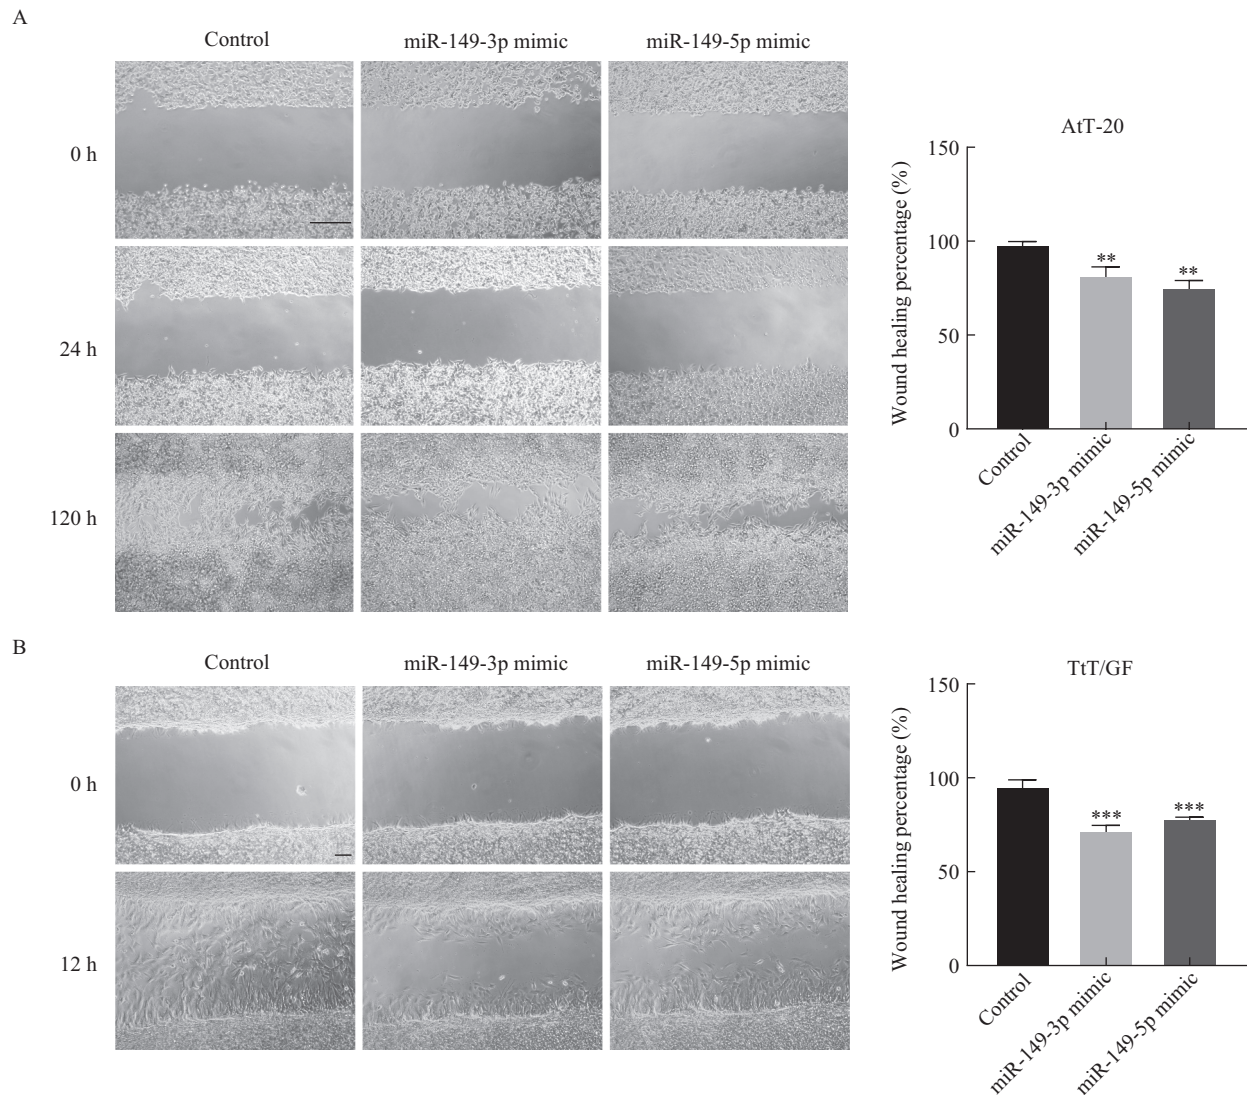 A
Control
miR-149-3p mimic
miR-149-5p mimic
0 h
24 h
120 h
AtT-20
Wound healing percentage (%)
150
100
50
0
**
**
Control
miR-149-3p mimic
miR-149-5p mimic
B
Control
miR-149-3p mimic
miR-149-5p mimic
0 h
12 h
TtT/GF
Wound healing percentage (%)
150
100
50
0
***
***
Control
miR-149-3p mimic
miR-149-5p mimic